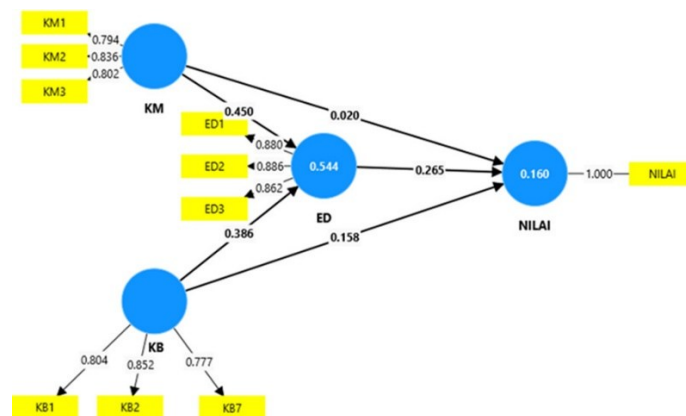 KM1
0.794
KM2
0.836
KM3
0.802
KM
0.450
0.020
ED1
0.880
ED2
0.886
ED3
0.862
0.544
ED
0.265
0.160
NILAI
1.000
NILAI
0.386
0.158
KB
0.804
0.852
0.777
KB1
KB2
KB7